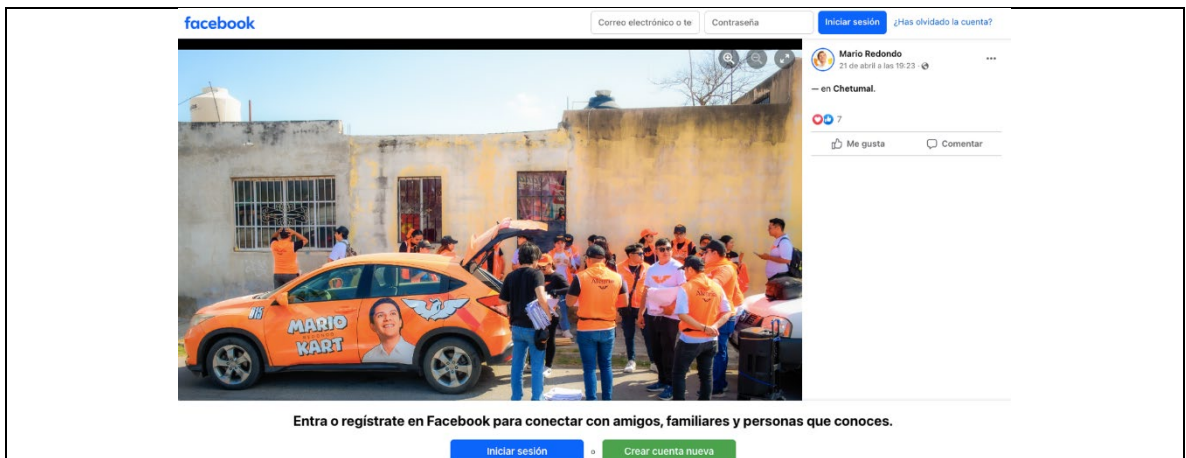 facebook
Correo electrónico o te
Contraseña
Iniciar sesión
¿Has olvidado la cuenta?
Mario Redondo
21 de abril a las 19:23 ·
— en Chetumal.
7
Me gusta
Comentar
MARIO
REDONDO
KART
Entra o regístrate en Facebook para conectar con amigos, familiares y personas que conoces.
Iniciar sesión
o
Crear cuenta nueva